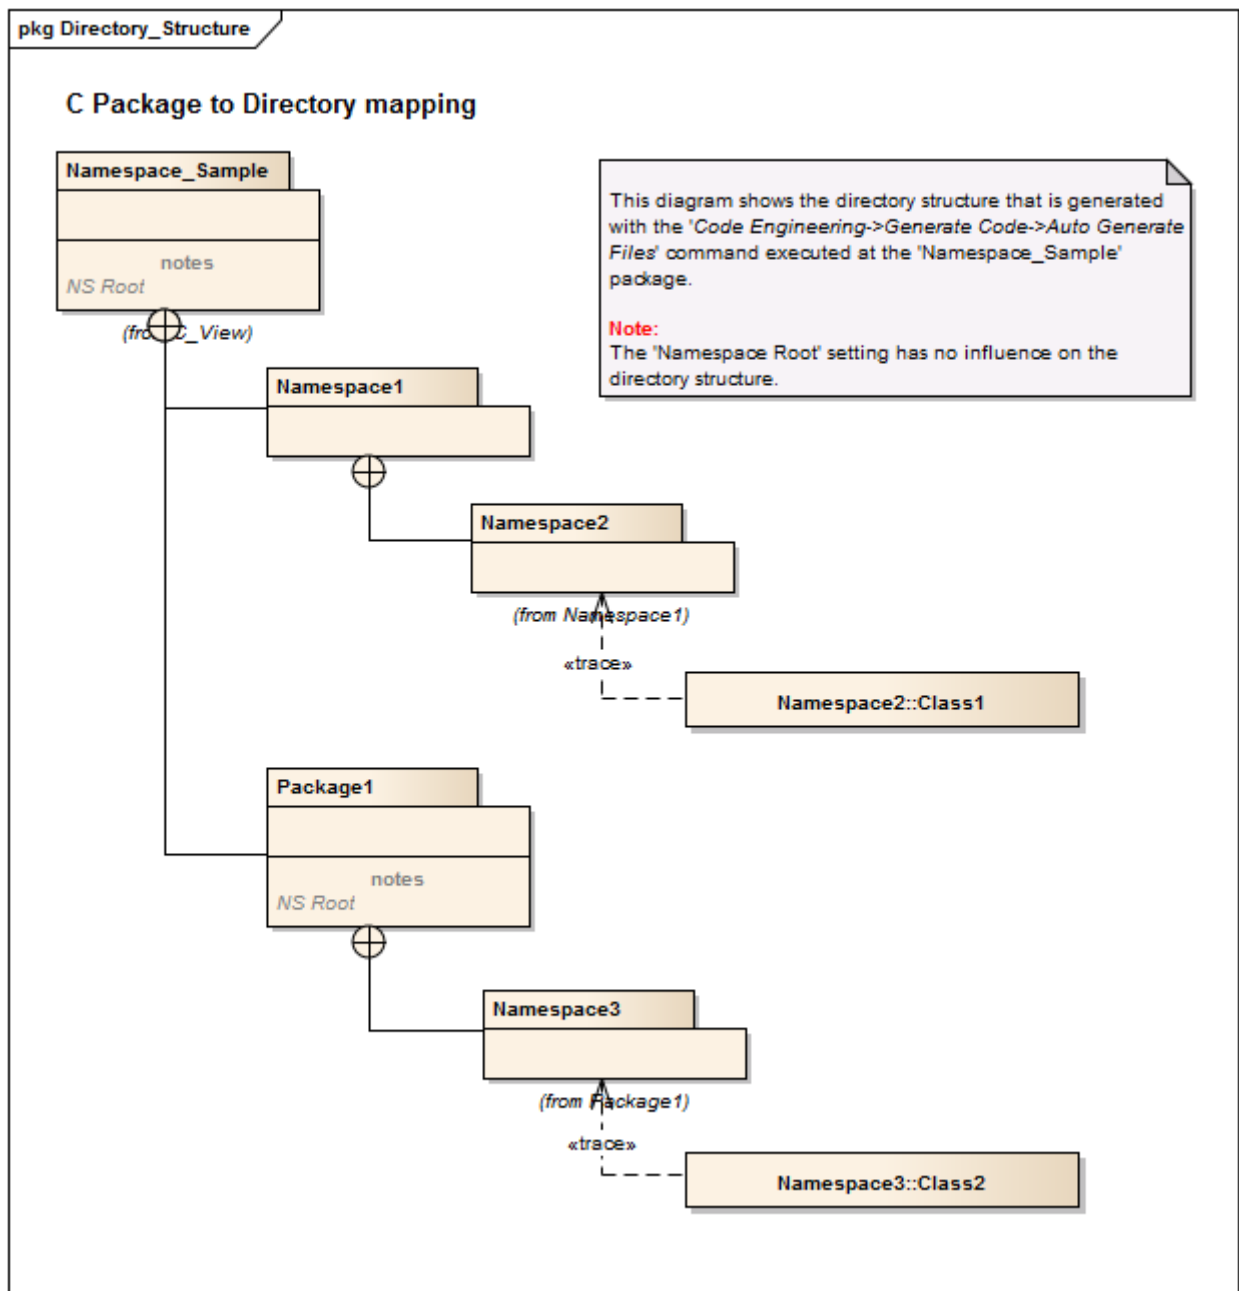 pkg Directory_Structure
C Package to Directory mapping
Namespace_Sample
notes
NS Root
(from C_View)
This diagram shows the directory structure that is generated
with the 'Code Engineering->Generate Code->Auto Generate
Files' command executed at the 'Namespace_Sample'
package.
Note:
The 'Namespace Root' setting has no influence on the
directory structure.
Namespace1
Namespace2
(from Namespace1)
«trace»
Namespace2::Class1
Package1
notes
NS Root
Namespace3
(from Package1)
«trace»
Namespace3::Class2